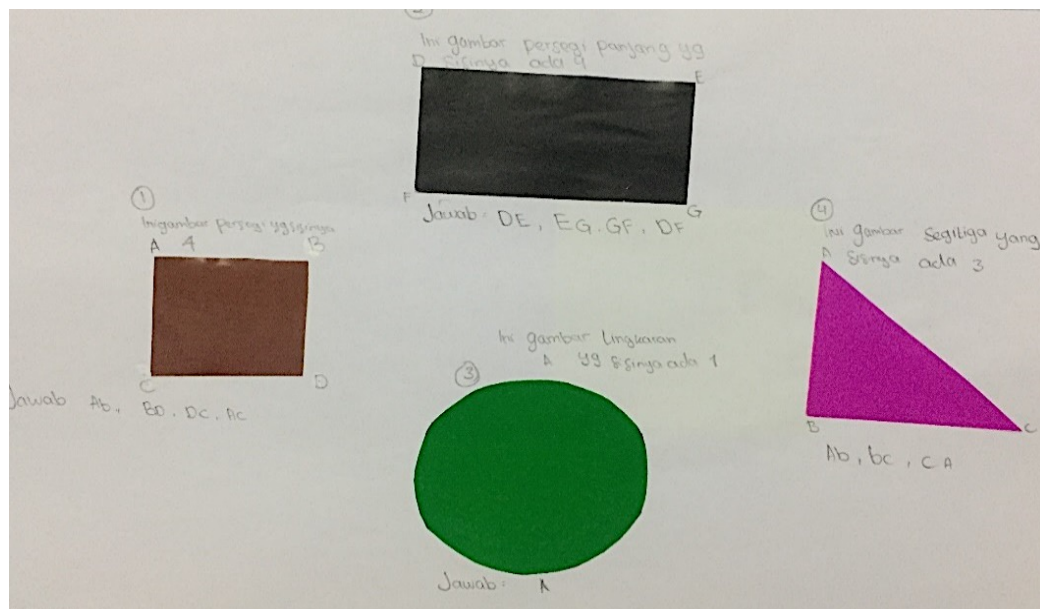 2
Ini gambar persegi panjang yg
sisinya ada 4
D
E
F
G
Jawab : DE, EG. GF, DF
1
Ini gambar persegi yg sisinya
4
A
B
C
D
Jawab Ab, BD. DC. AC
3
Ini gambar Lingkaran
yg sisinya ada 1
A
Jawab : A
4
ini gambar Segitiga yang
sisinya ada 3
A
B
C
Ab, bc, CA